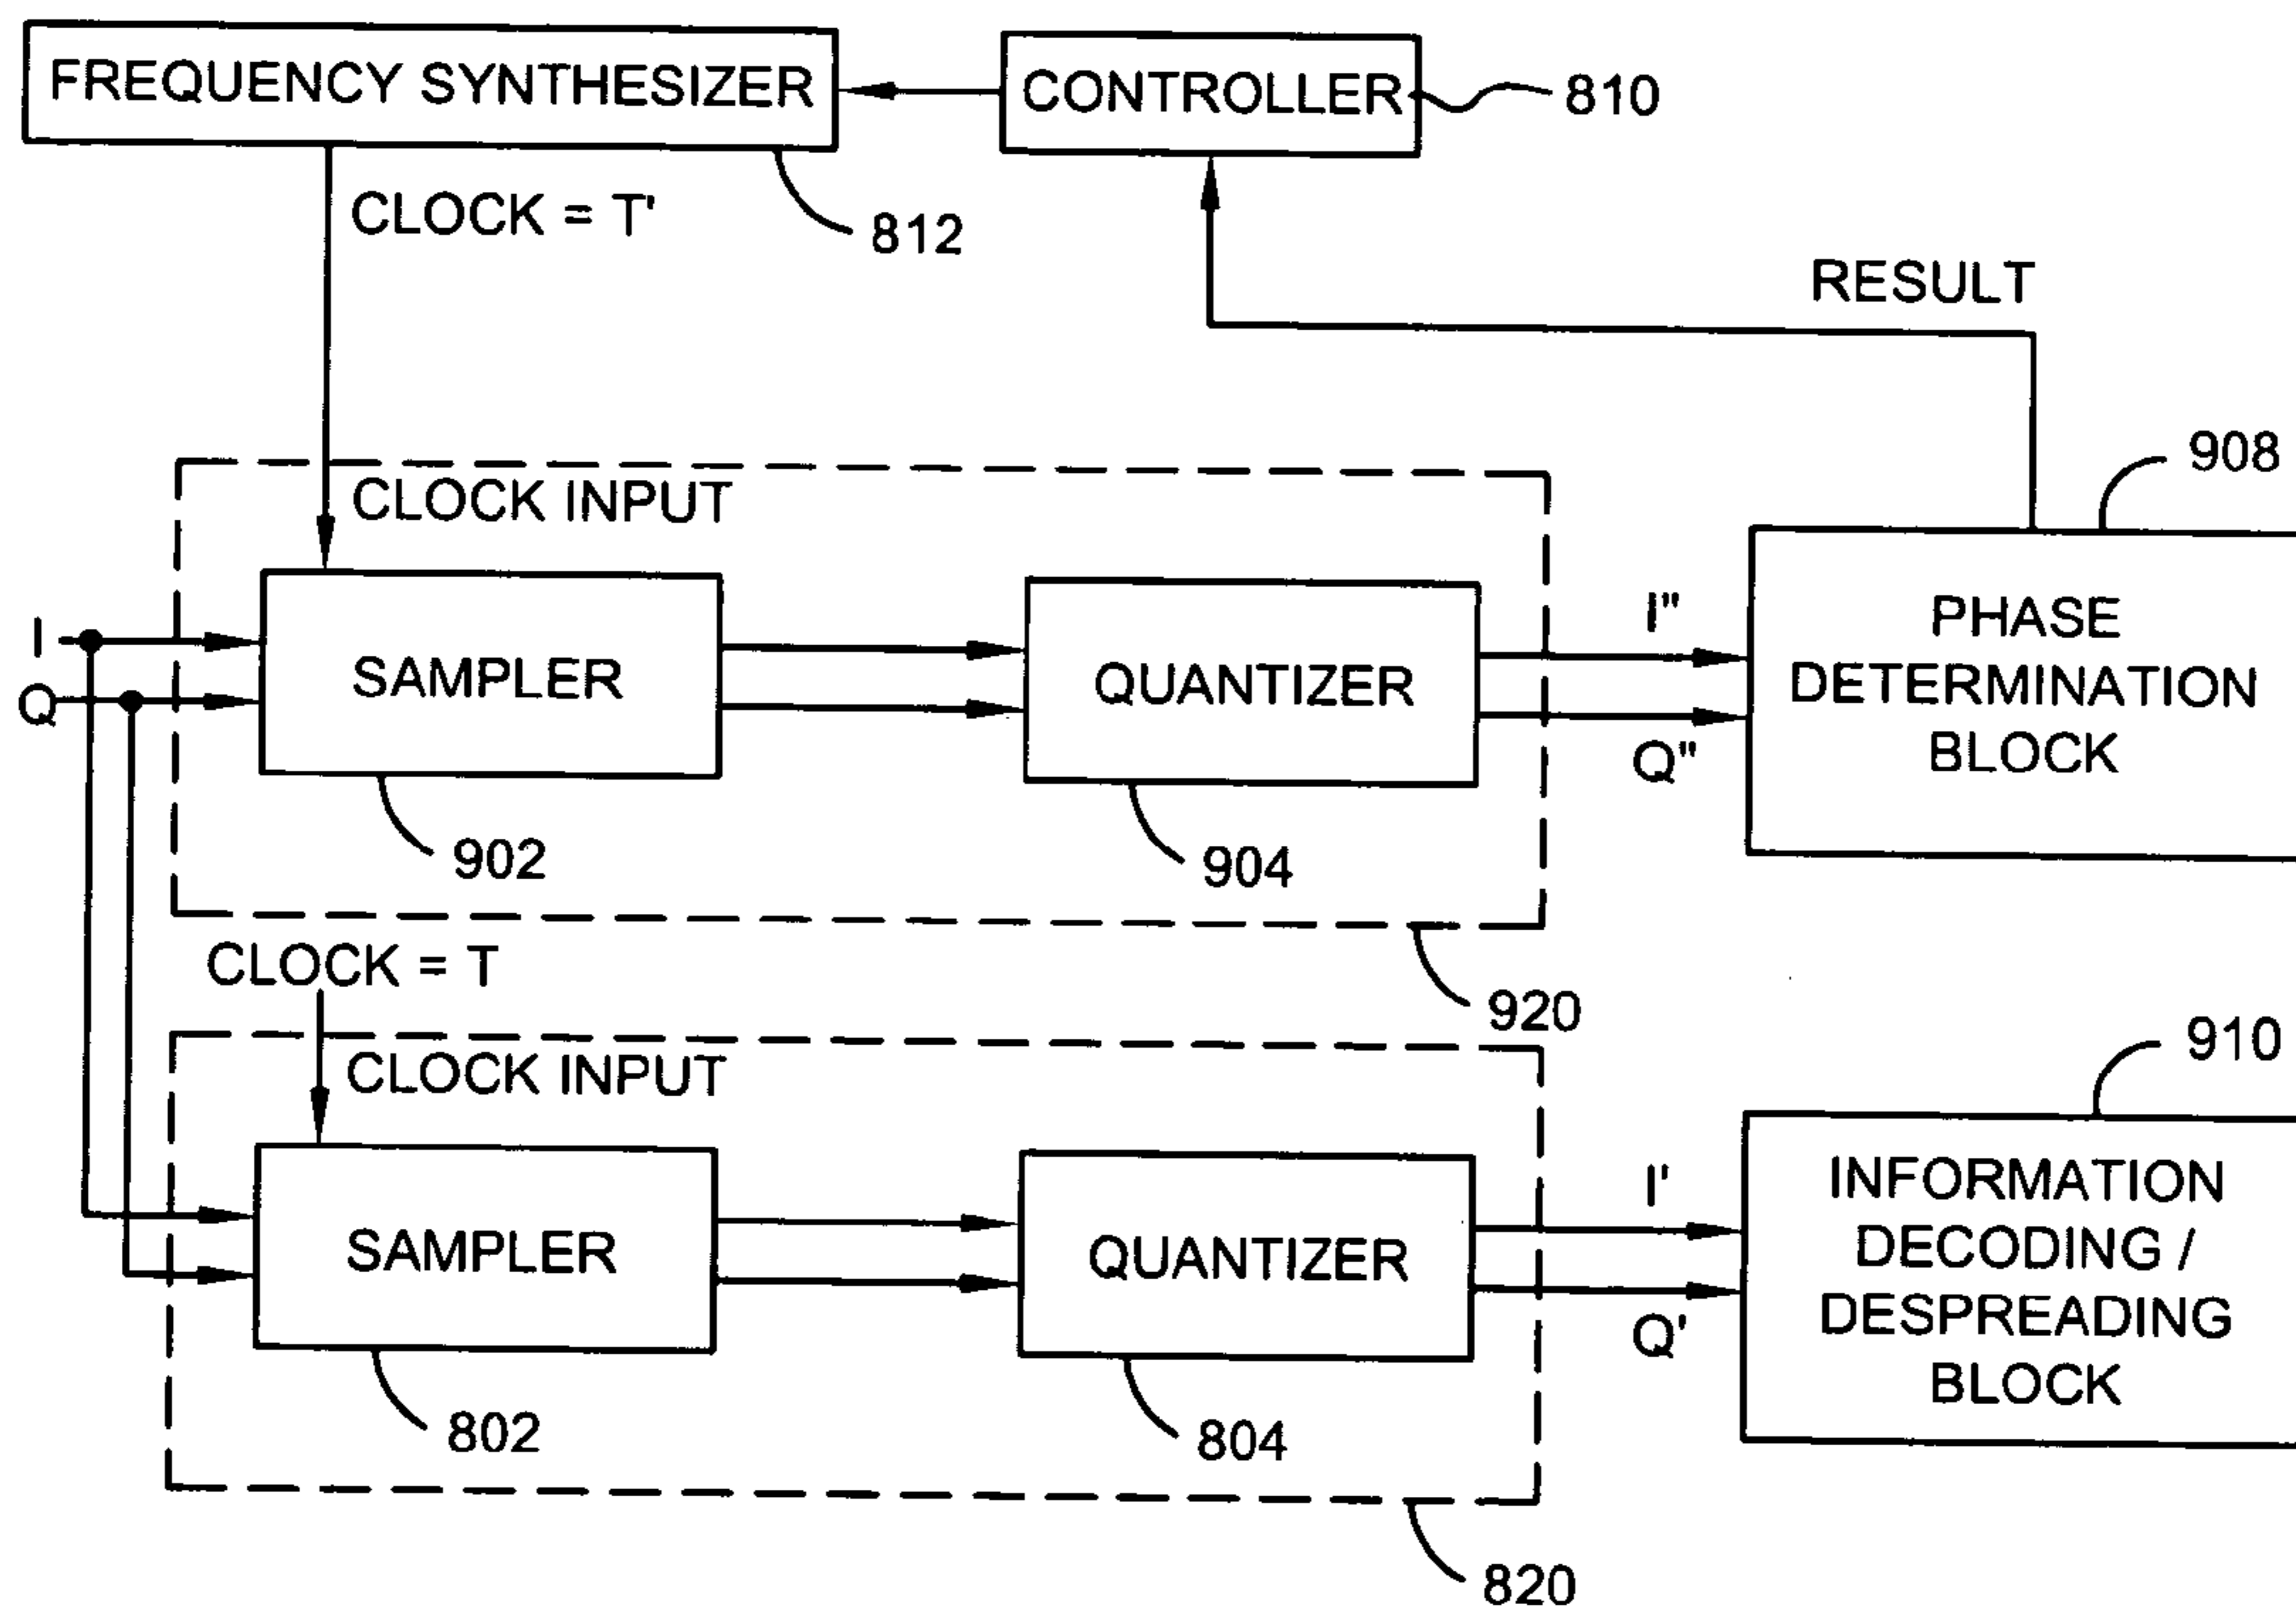 FREQUENCY SYNTHESIZER
CONTROLLER
810
CLOCK = T'
812
RESULT
908
CLOCK INPUT
I
Q
SAMPLER
QUANTIZER
I"
Q"
PHASE
DETERMINATION
BLOCK
902
904
920
CLOCK = T
910
CLOCK INPUT
SAMPLER
QUANTIZER
I'
Q'
INFORMATION
DECODING /
DESPREADING
BLOCK
802
804
820